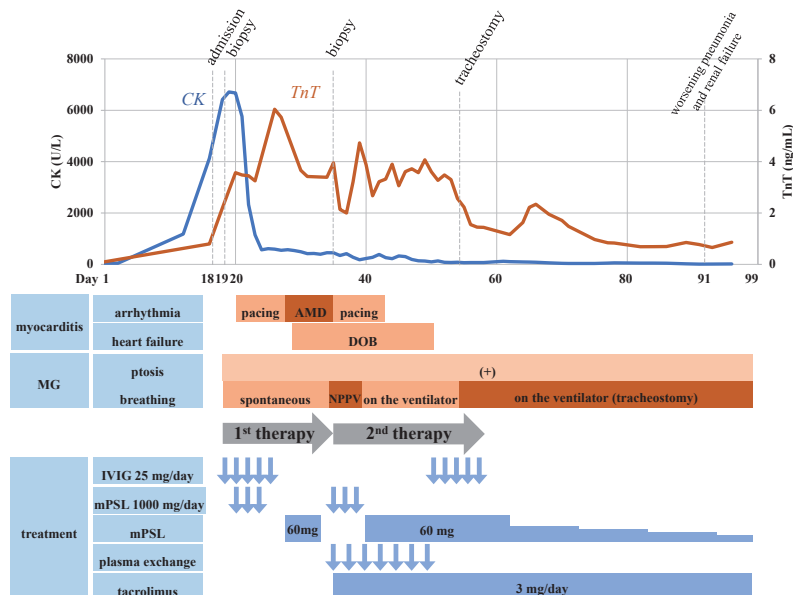 admission
biopsy
biopsy
tracheostomy
worsening pneumonia
and renal failure
8000
6000
4000
2000
0
CK (U/L)
CK
TnT
8
6
4
2
0
TnT (ng/mL)
Day 1
18 19 20
40
60
80
91
99
myocarditis
arrhythmia
pacing
AMD
pacing
heart failure
DOB
MG
ptosis
(+)
breathing
spontaneous
NPPV
on the ventilator
on the ventilator (tracheostomy)
1st therapy
2nd therapy
treatment
IVIG 25 mg/day
mPSL 1000 mg/day
mPSL
60mg
60 mg
plasma exchange
tacrolimus
3 mg/day